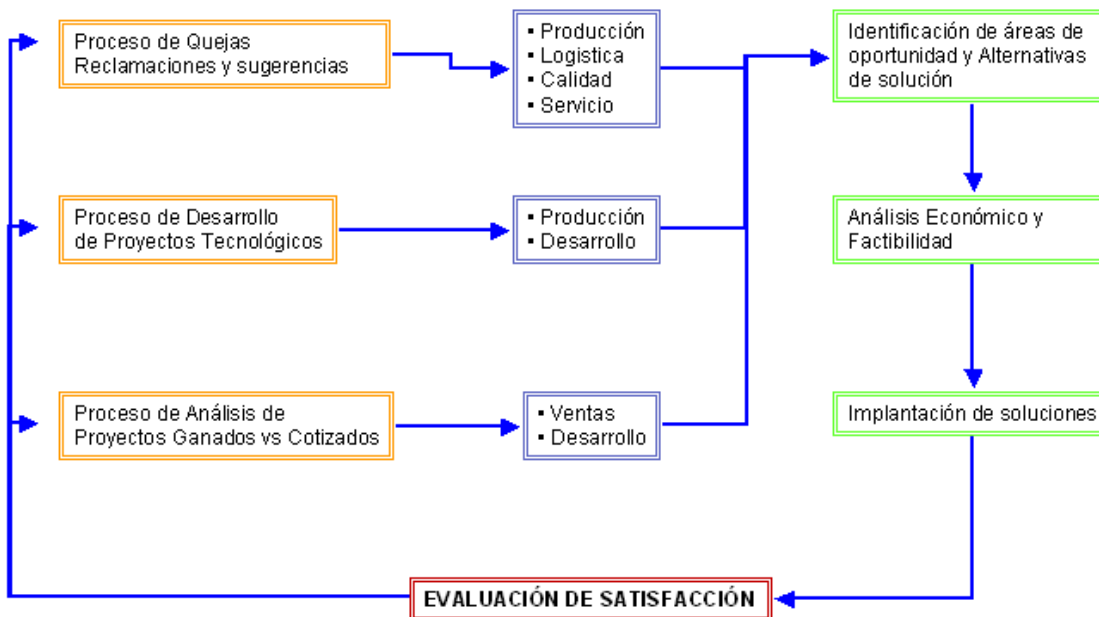 Proceso de Quejas
Reclamaciones y sugerencias
▪ Producción
▪ Logistica
▪ Calidad
▪ Servicio
Identificación de áreas de
oportunidad y Alternativas
de solución
Proceso de Desarrollo
de Proyectos Tecnológicos
▪ Producción
▪ Desarrollo
Análisis Económico y
Factibilidad
Proceso de Análisis de
Proyectos Ganados vs Cotizados
▪ Ventas
▪ Desarrollo
Implantación de soluciones
EVALUACIÓN DE SATISFACCIÓN